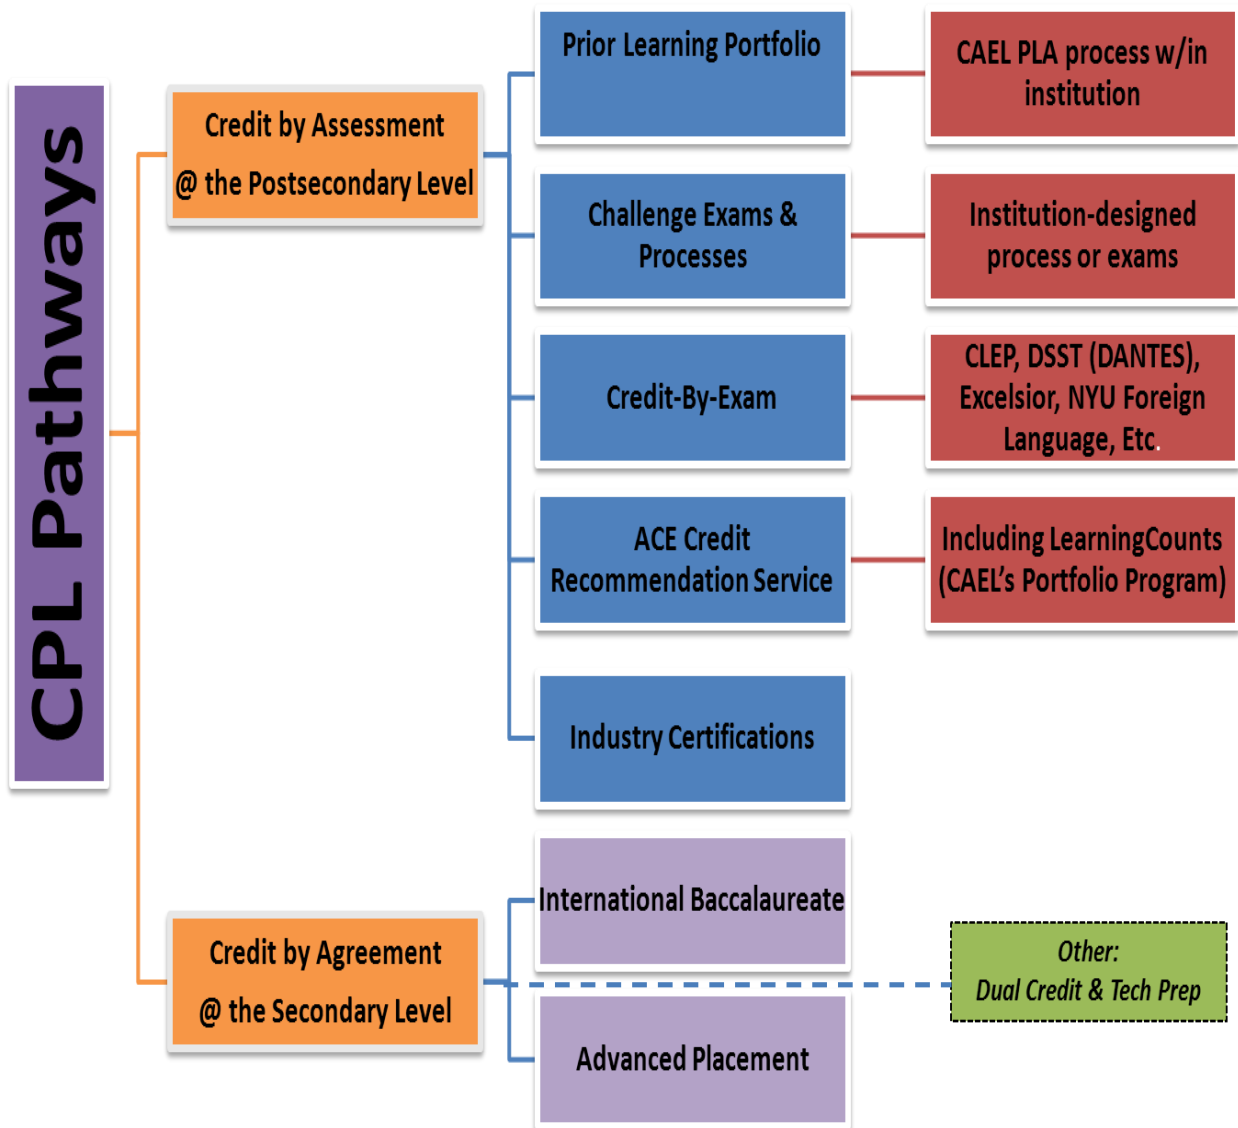 CPL Pathways
Credit by Assessment
@ the Postsecondary Level
Prior Learning Portfolio
CAEL PLA process w/in
institution
Challenge Exams &
Processes
Institution-designed
process or exams
Credit-By-Exam
CLEP, DSST (DANTES),
Excelsior, NYU Foreign
Language, Etc.
ACE Credit
Recommendation Service
Including LearningCounts
(CAEL’s Portfolio Program)
Industry Certifications
Credit by Agreement
@ the Secondary Level
International Baccalaureate
Advanced Placement
Other:
Dual Credit & Tech Prep